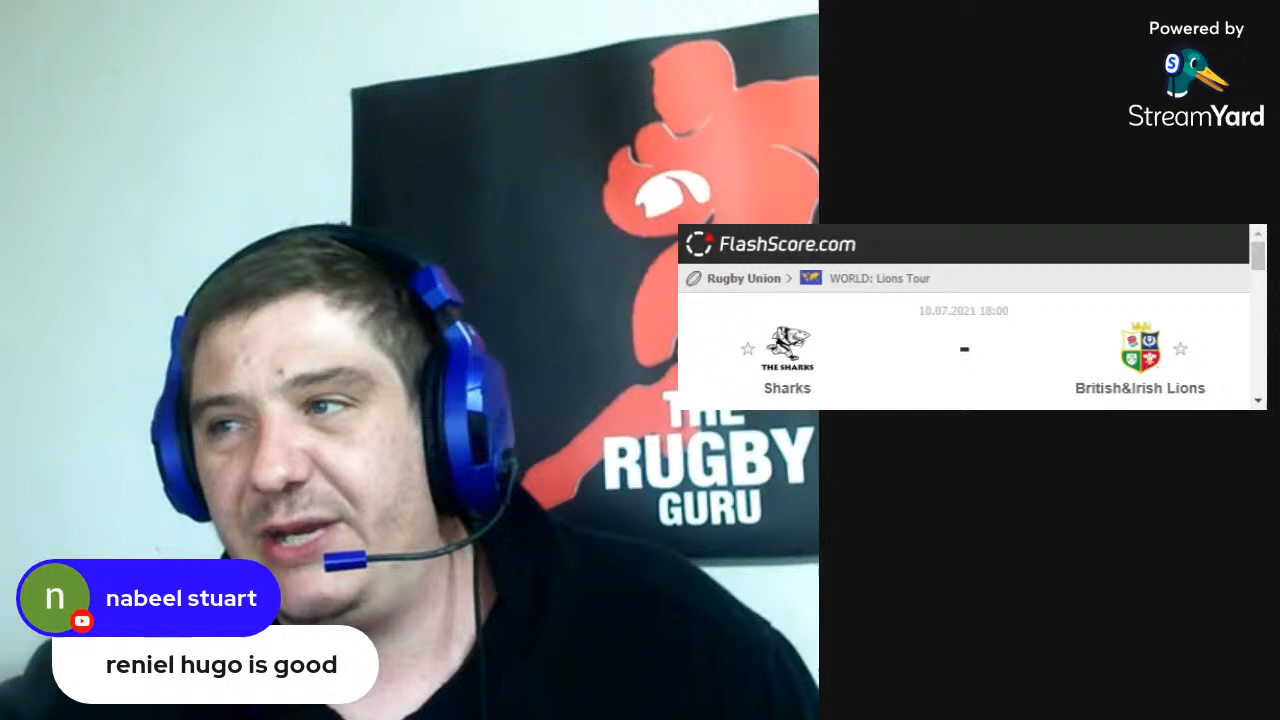 Powered by
S
StreamYard
FlashScore.com
Rugby Union > WORLD: Lions Tour
10.07.2021 18:00
-
THE SHARKS
Sharks
British&Irish Lions
THE
RUGBY
GURU
n
nabeel stuart
reniel hugo is good